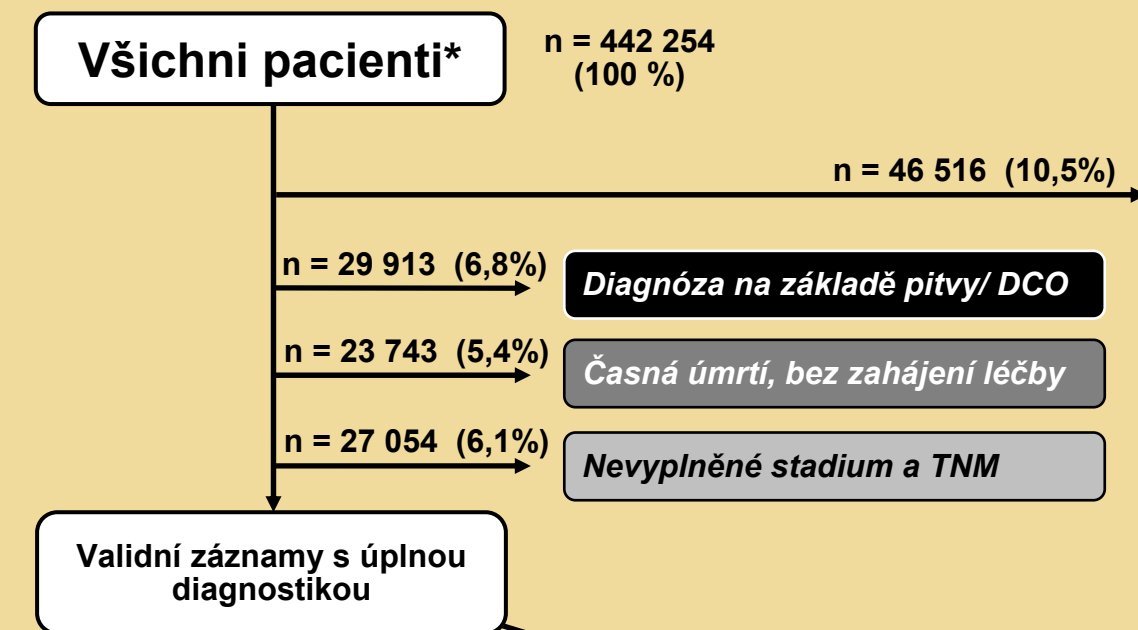 Všichni pacienti*
n = 442 254
(100 %)
n = 46 516 (10,5%)
n = 29 913 (6,8%)
Diagnóza na základě pitvy/ DCO
n = 23 743 (5,4%)
Časná úmrtí, bez zahájení léčby
n = 27 054 (6,1%)
Nevyplněné stadium a TNM
Validní záznamy s úplnou
diagnostikou